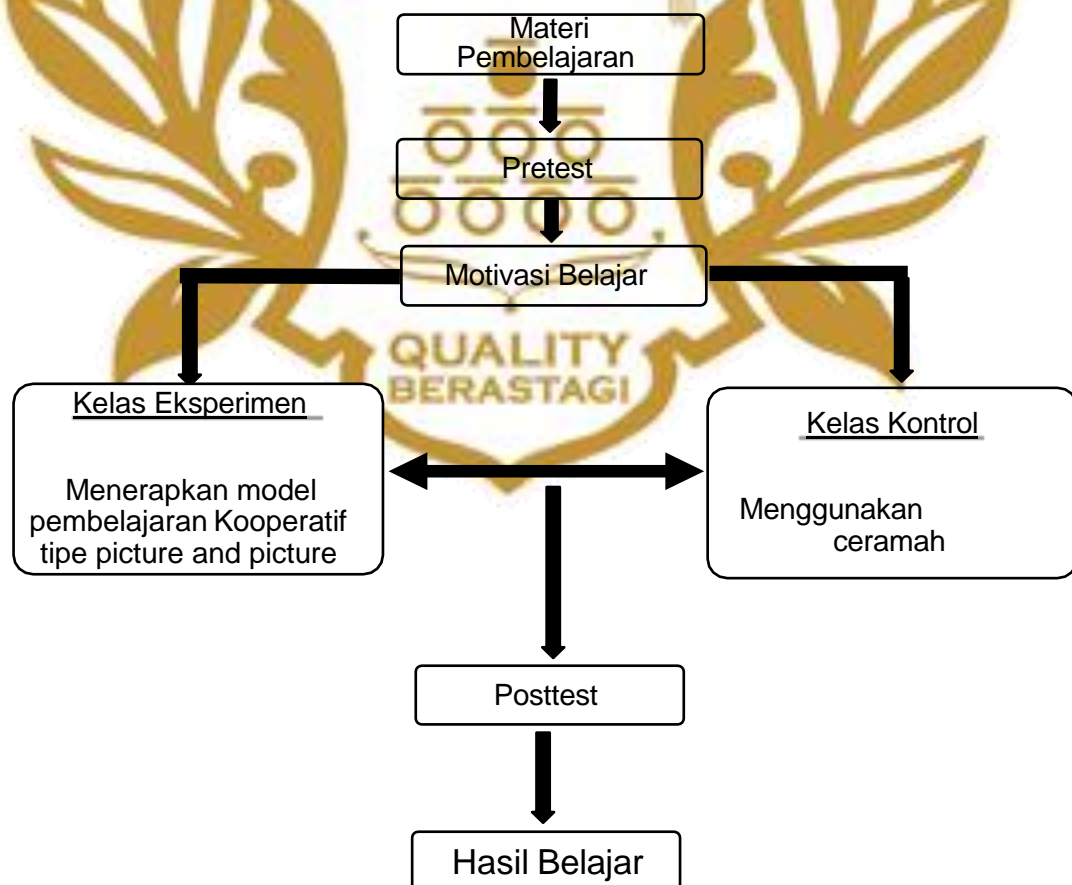 Materi
Pembelajaran
Pretest
Motivasi Belajar
QUALITY
BERASTAGI
Kelas Eksperimen
Menerapkan model
pembelajaran Kooperatif
tipe picture and picture
Kelas Kontrol
Menggunakan
ceramah
Posttest
Hasil Belajar